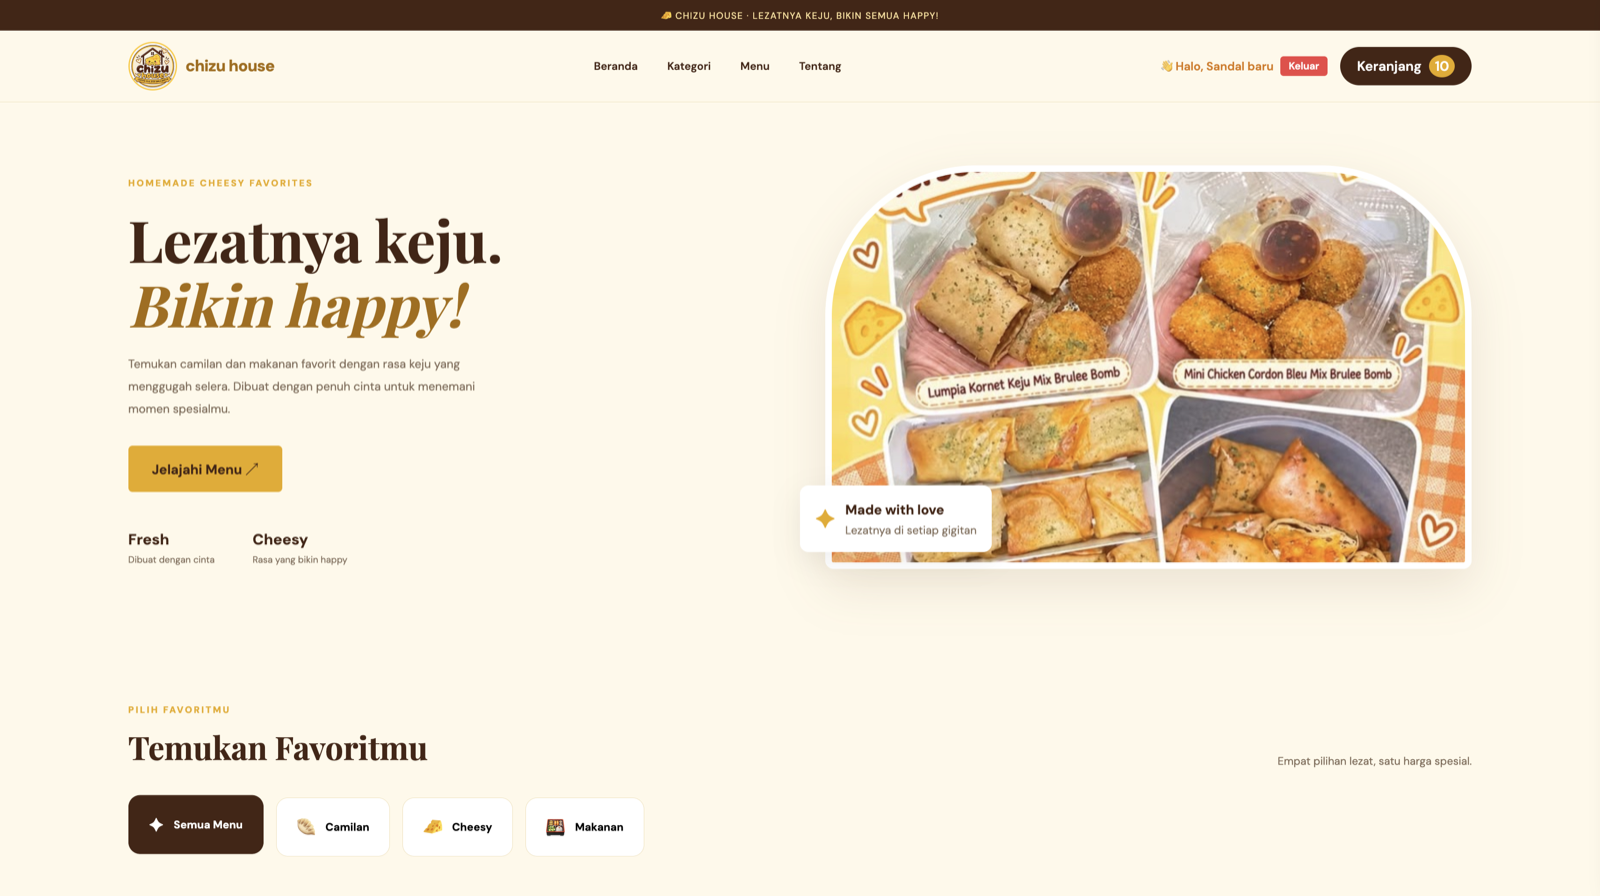 CHIZU HOUSE · LEZATNYA KEJU, BIKIN SEMUA HAPPY!
chizu
chizu house
Beranda
Kategori
Menu
Tentang
Halo, Sandal baru
Keluar
Keranjang 10
HOMEMADE CHEESY FAVORITES
Lezatnya keju.
Bikin happy!
Temukan camilan dan makanan favorit dengan rasa keju yang
menggugah selera. Dibuat dengan penuh cinta untuk menemani
momen spesialmu.
Jelajahi Menu ↗
Fresh
Dibuat dengan cinta
Cheesy
Rasa yang bikin happy
Lumpia Kornet Keju Mix Brulee Bomb
Mini Chicken Cordon Bleu Mix Brulee Bomb
Made with love
Lezatnya di setiap gigitan
PILIH FAVORITMU
Temukan Favoritmu
Empat pilihan lezat, satu harga spesial.
Semua Menu
Camilan
Cheesy
Makanan